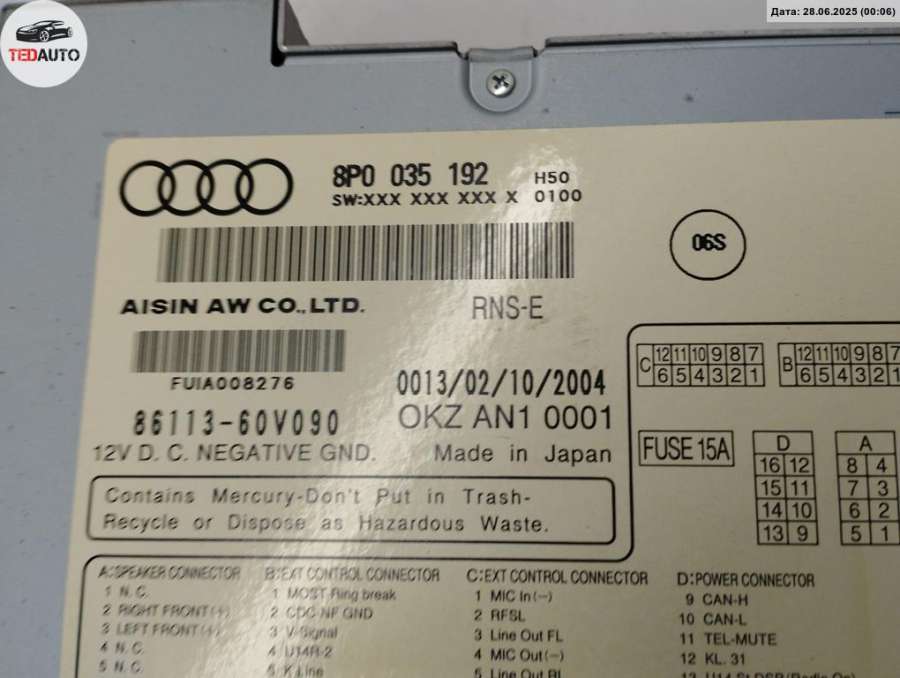 TEDAUTO
Дата: 28.06.2025 (00:06)
8P0 035 192 H50
SW:XXX XXX XXX X 0100
06S
AISIN AW CO.,LTD. RNS-E
FUIA008276
0013/02/10/2004
86113-60V090 OKZ AN1 0001
12V D. C. NEGATIVE GND. Made in Japan
Contains Mercury-Don't Put in Trash-
Recycle or Dispose as Hazardous Waste.
C 12 11 10 9 8 7
6 5 4 3 2 1
B 12 11 10 9 8 7
6 5 4 3 2 1
FUSE 15A
D
16 12
15 11
14 10
13 9
A
8 4
7 3
6 2
5 1
A:SPEAKER CONNECTOR
1 N. C.
2 RIGHT FRONT(+)
3 LEFT FRONT(+)
4 N. C.
5 N. C.
B:EXT CONTROL CONNECTOR
1 MOST Ring break
2 CDC NF GND
3 V-Signal
4 U14R-2
5 K Line
C:EXT CONTROL CONNECTOR
1 MIC In(-)
2 RFSL
3 Line Out FL
4 MIC Out(-)
5 Line Out RL
D:POWER CONNECTOR
9 CAN-H
10 CAN-L
11 TEL-MUTE
12 KL. 31